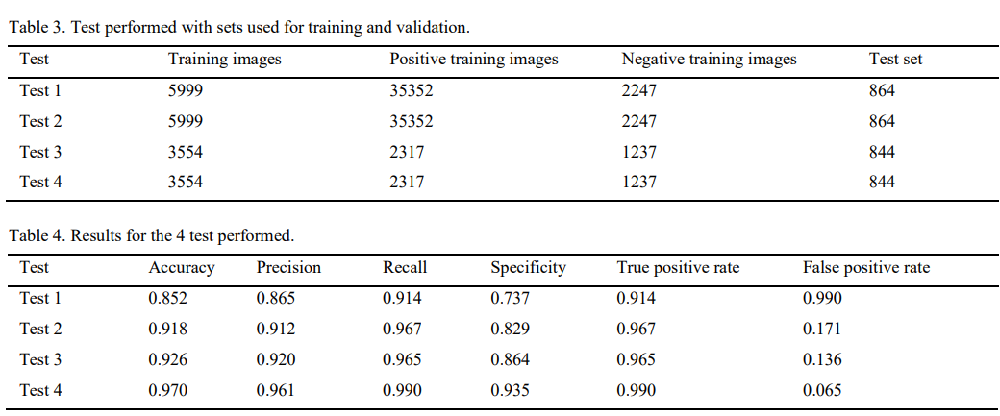 Table 3. Test performed with sets used for training and validation.
Test Training images Positive training images Negative training images Test set
Test 1 5999 35352 2247 864
Test 2 5999 35352 2247 864
Test 3 3554 2317 1237 844
Test 4 3554 2317 1237 844
Table 4. Results for the 4 test performed.
Test Accuracy Precision Recall Specificity True positive rate False positive rate
Test 1 0.852 0.865 0.914 0.737 0.914 0.990
Test 2 0.918 0.912 0.967 0.829 0.967 0.171
Test 3 0.926 0.920 0.965 0.864 0.965 0.136
Test 4 0.970 0.961 0.990 0.935 0.990 0.065